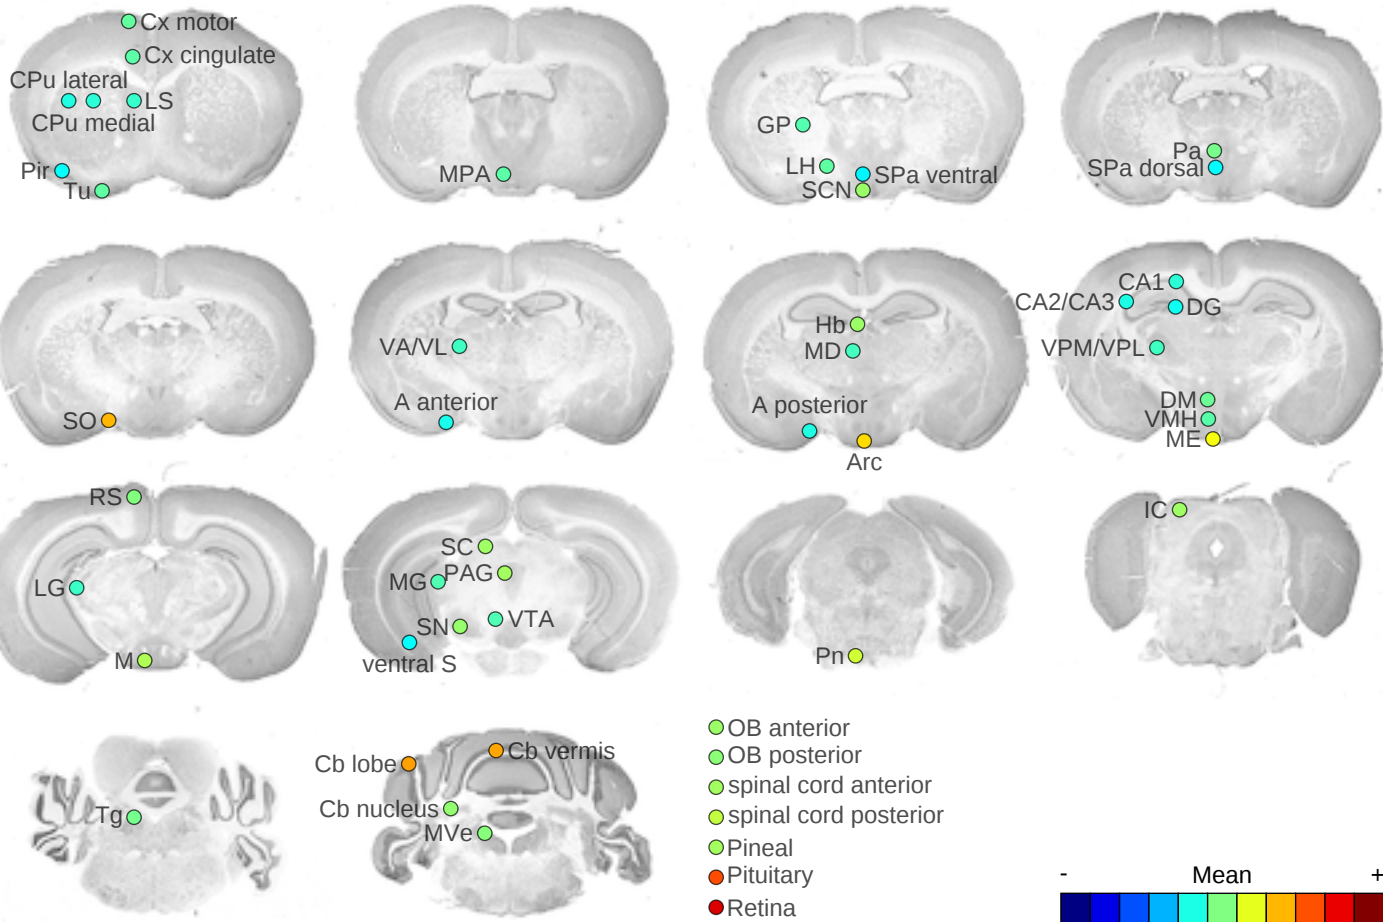 Cx motor
Cx cingulate
CPu lateral
LS
CPu medial
Pir
Tu
MPA
GP
LH
SPa ventral
SCN
Pa
SPa dorsal
SO
VA/VL
A anterior
Hb
MD
A posterior
Arc
CA1
CA2/CA3
DG
VPM/VPL
DM
VMH
ME
RS
LG
M
SC
PAG
MG
VTA
SN
ventral S
Pn
IC
Tg
Cb lobe
Cb vermis
Cb nucleus
MVe
OB anterior
OB posterior
spinal cord anterior
spinal cord posterior
Pineal
Pituitary
Retina
- Mean +